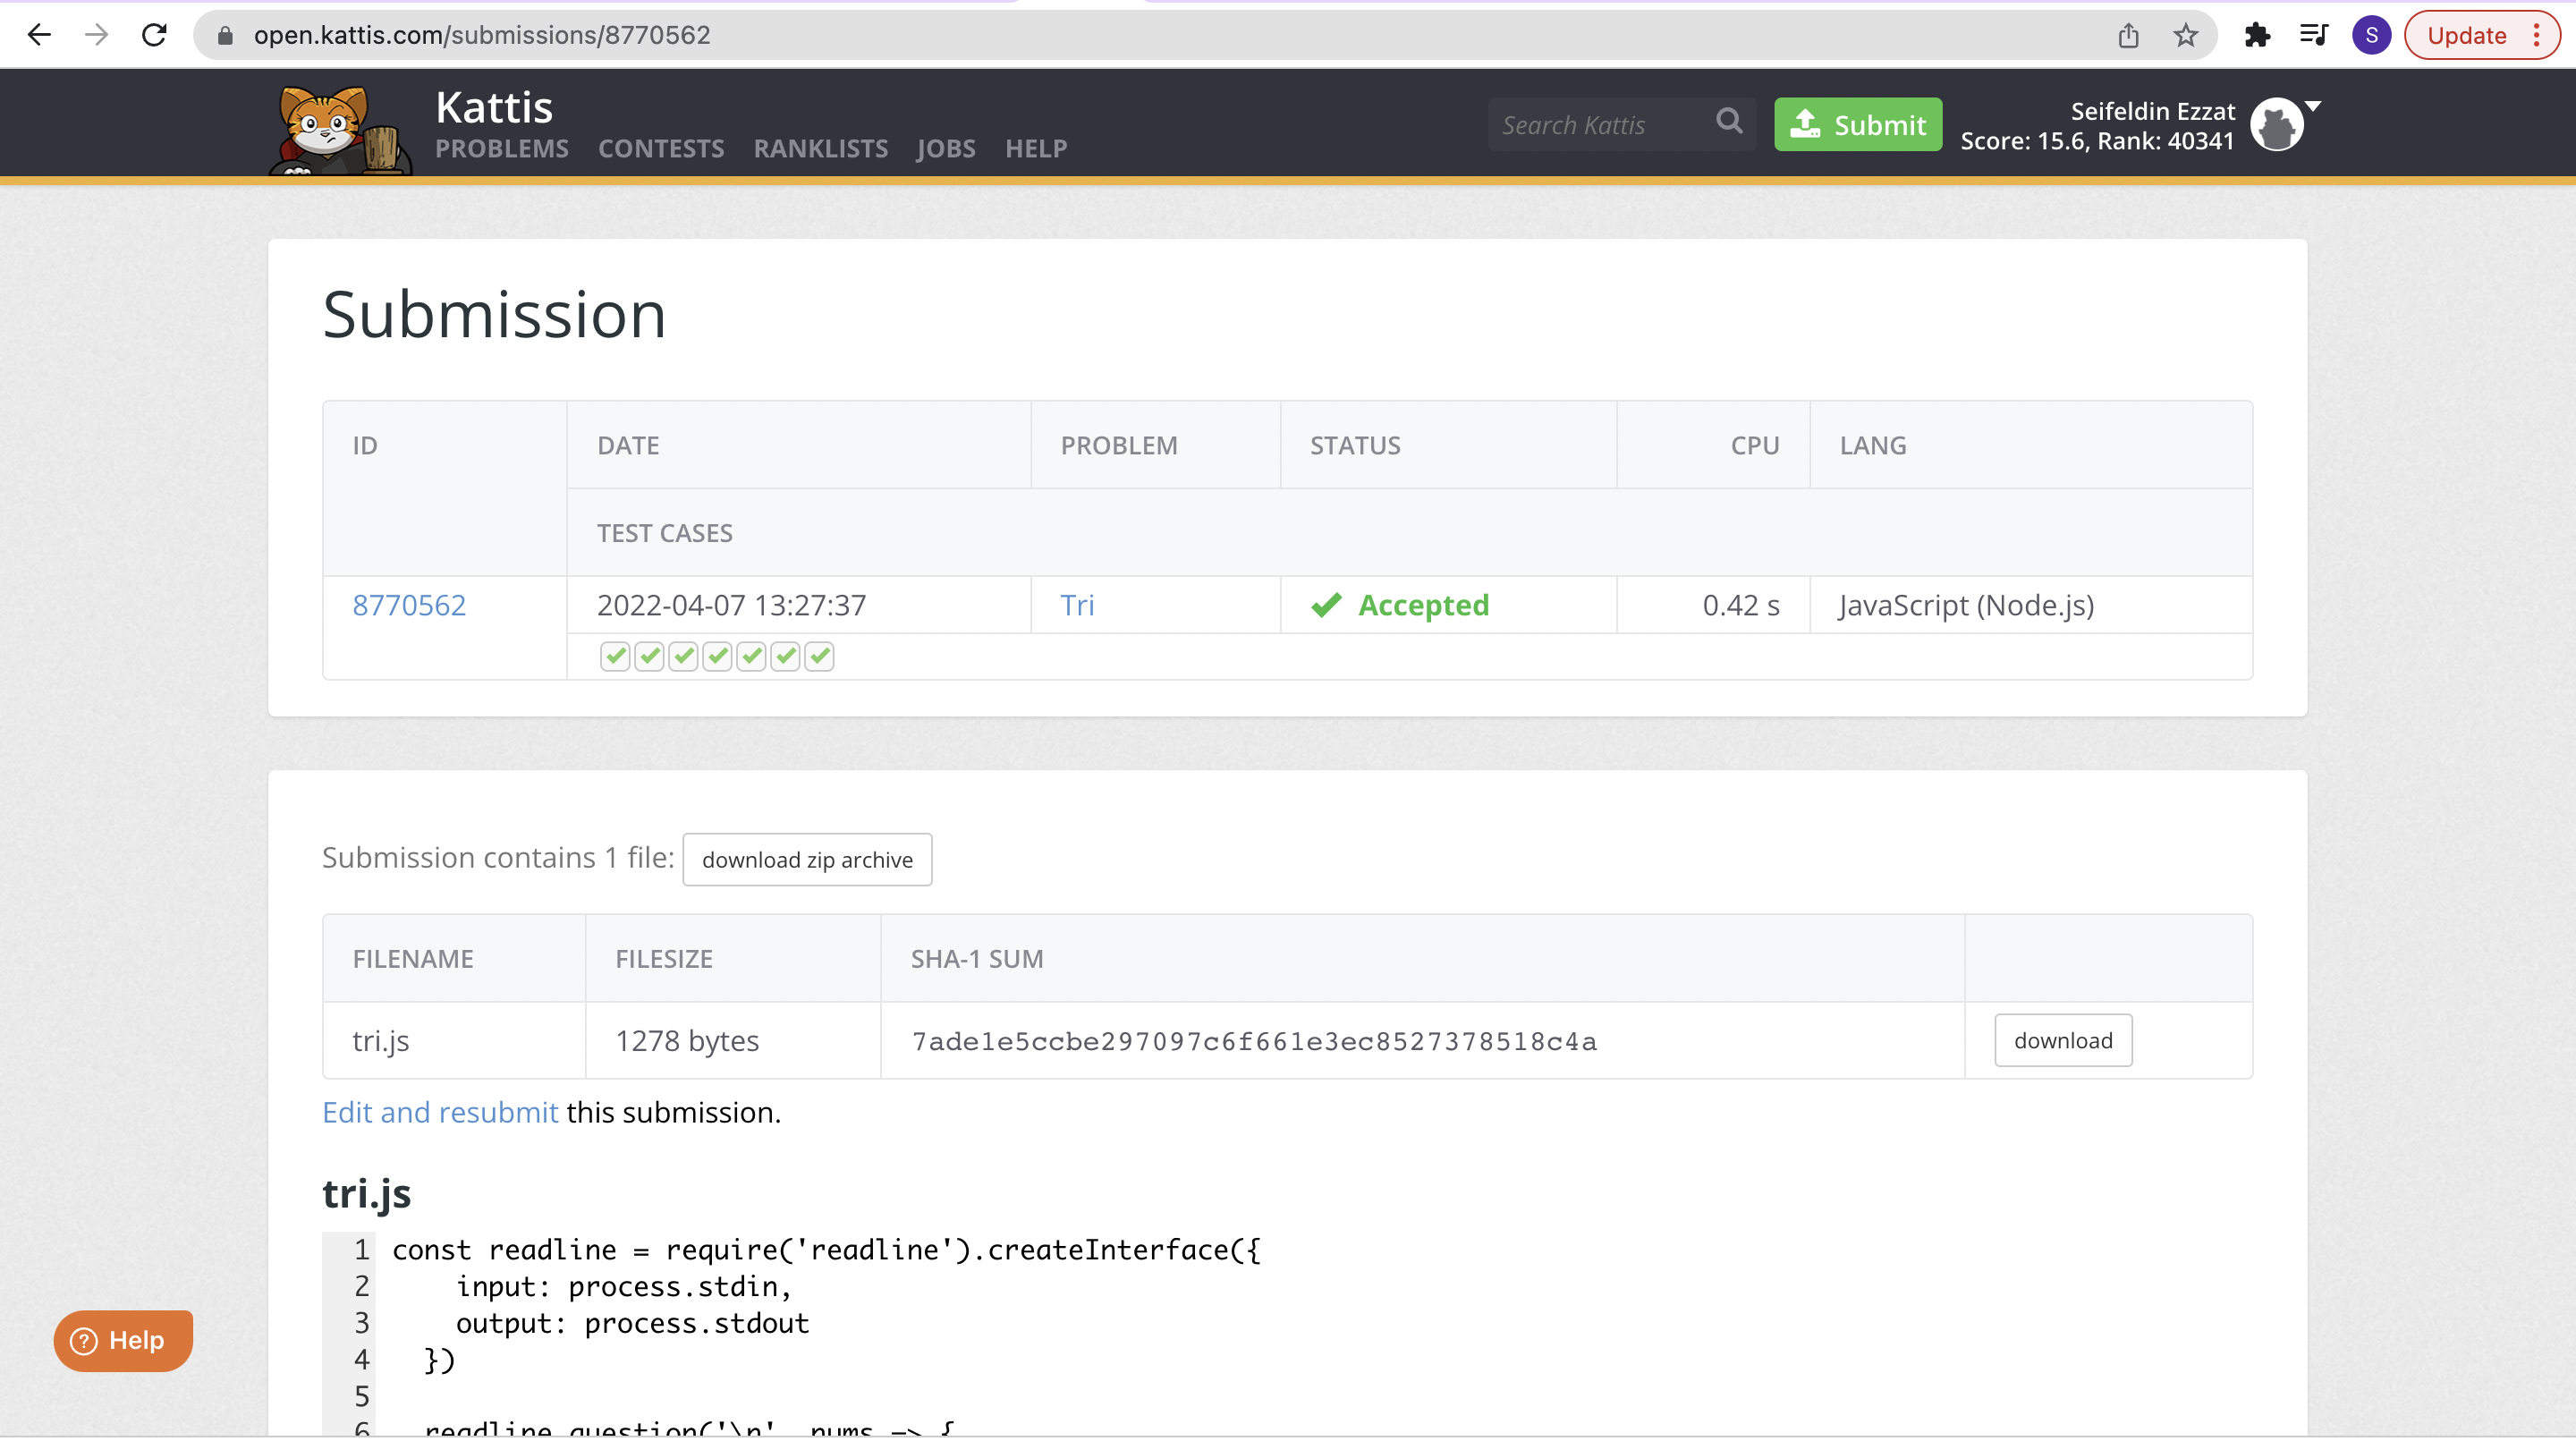 open.kattis.com/submissions/8770562
S
Update
Kattis
PROBLEMS CONTESTS RANKLISTS JOBS HELP
Search Kattis
Submit
Seifeldin Ezzat
Score: 15.6, Rank: 40341
Submission
ID DATE PROBLEM STATUS CPU LANG
TEST CASES
8770562 2022-04-07 13:27:37 Tri Accepted 0.42 s JavaScript (Node.js)
Submission contains 1 file: download zip archive
FILENAME FILESIZE SHA-1 SUM
tri.js 1278 bytes 7ade1e5ccbe297097c6f661e3ec8527378518c4a download
Edit and resubmit this submission.
tri.js
1 const readline = require('readline').createInterface({
2 input: process.stdin,
3 output: process.stdout
4 })
5
6 readline.question('\n', nums => {
Help